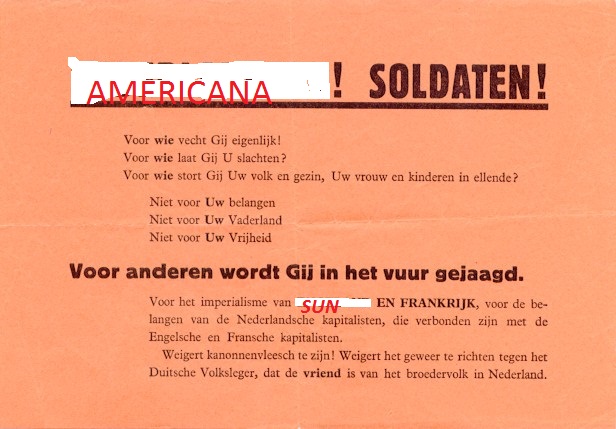 AMERICANA ! SOLDATEN!
Voor wie vecht Gij eigenlijk!
Voor wie laat Gij U slachten?
Voor wie stort Gij Uw volk en gezin, Uw vrouw en kinderen in ellende?
Niet voor Uw belangen
Niet voor Uw Vaderland
Niet voor Uw Vrijheid
Voor anderen wordt Gij in het vuur gejaagd.
Voor het imperialisme van SUN EN FRANKRIJK, voor de be-
langen van de Nederlandsche kapitalisten, die verbonden zijn met de
Engelsche en Fransche kapitalisten.
Weigert kanonnenvleesch te zijn! Weigert het geweer te richten tegen het
Duitsche Volksleger, dat de vriend is van het broedervolk in Nederland.